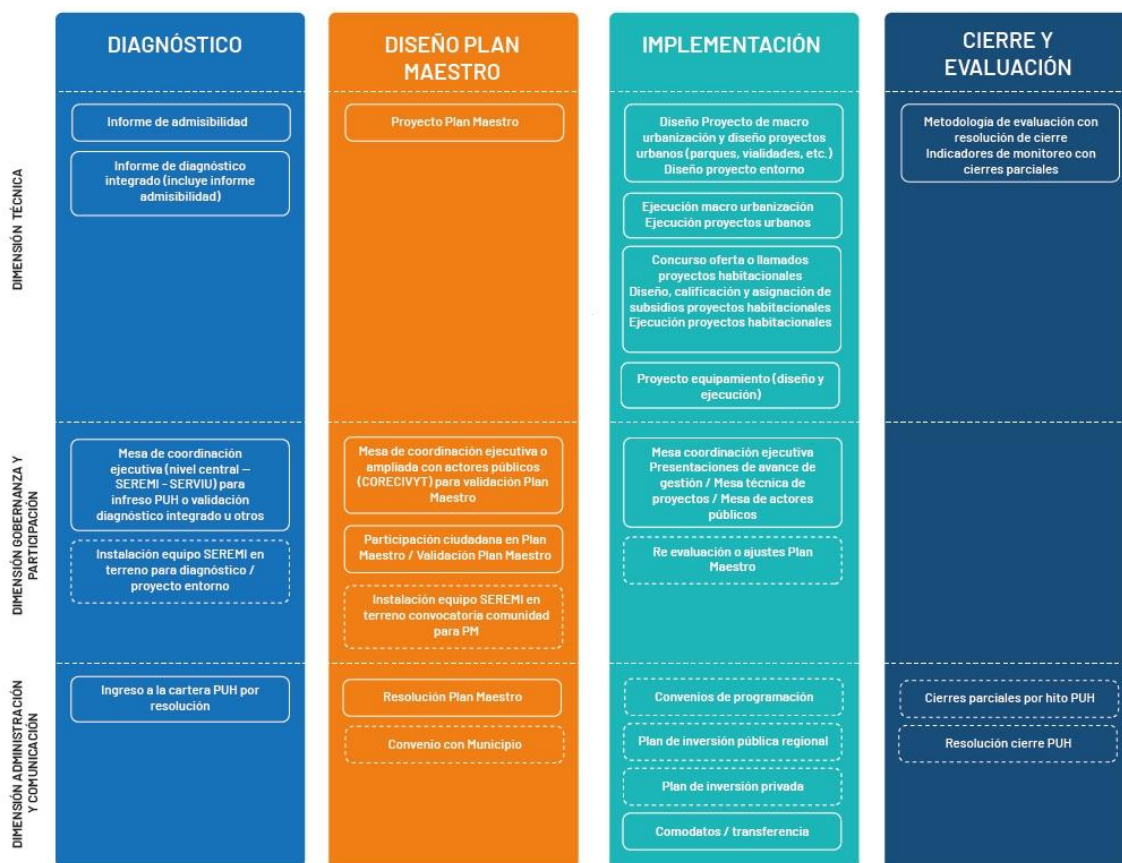 DIAGNÓSTICO
DISEÑO PLAN
MAESTRO
IMPLEMENTACIÓN
CIERRE Y
EVALUACIÓN
DIMENSIÓN TÉCNICA
Informe de admisibilidad
Informe de diagnóstico
integrado (incluye informe
admisibilidad)
Proyecto Plan Maestro
Diseño Proyecto de macro
urbanización y diseño proyectos
urbanos (parques, vialidades, etc.)
Diseño proyecto entorno
Ejecución macro urbanización
Ejecución proyectos urbanos
Concurso oferta o llamados
proyectos habitacionales
Diseño, calificación y asignación de
subsidios proyectos habitacionales
Ejecución proyectos habitacionales
Proyecto equipamiento (diseño y
ejecución)
Metodología de evaluación con
resolución de cierre
Indicadores de monitoreo con
cierres parciales
DIMENSIÓN GOBERNANZA Y
PARTICIPACIÓN
Mesa de coordinación
ejecutiva (nivel central —
SEREMI - SERVIU) para
infreso PUH o validación
diagnóstico integrado u otros
Instalación equipo SEREMI en
terreno para diagnóstico /
proyecto entorno
Mesa de coordinación ejecutiva o
ampliada con actores públicos
(CORECIVYT) para validación Plan
Maestro
Participación ciudadana en Plan
Maestro / Validación Plan Maestro
Instalación equipo SEREMI en
terreno convocatoria comunidad
para PM
Mesa coordinación ejecutiva
Presentaciones de avance de
gestión / Mesa técnica de
proyectos / Mesa de actores
públicos
Re evaluación o ajustes Plan
Maestro
DIMENSIÓN ADMINISTRACIÓN
Y COMUNICACIÓN
Ingreso a la cartera PUH por
resolución
Resolución Plan Maestro
Convenio con Municipio
Convenios de programación
Plan de inversión pública regional
Plan de inversión privada
Comodatos / transferencia
Cierres parciales por hito PUH
Resolución cierre PUH